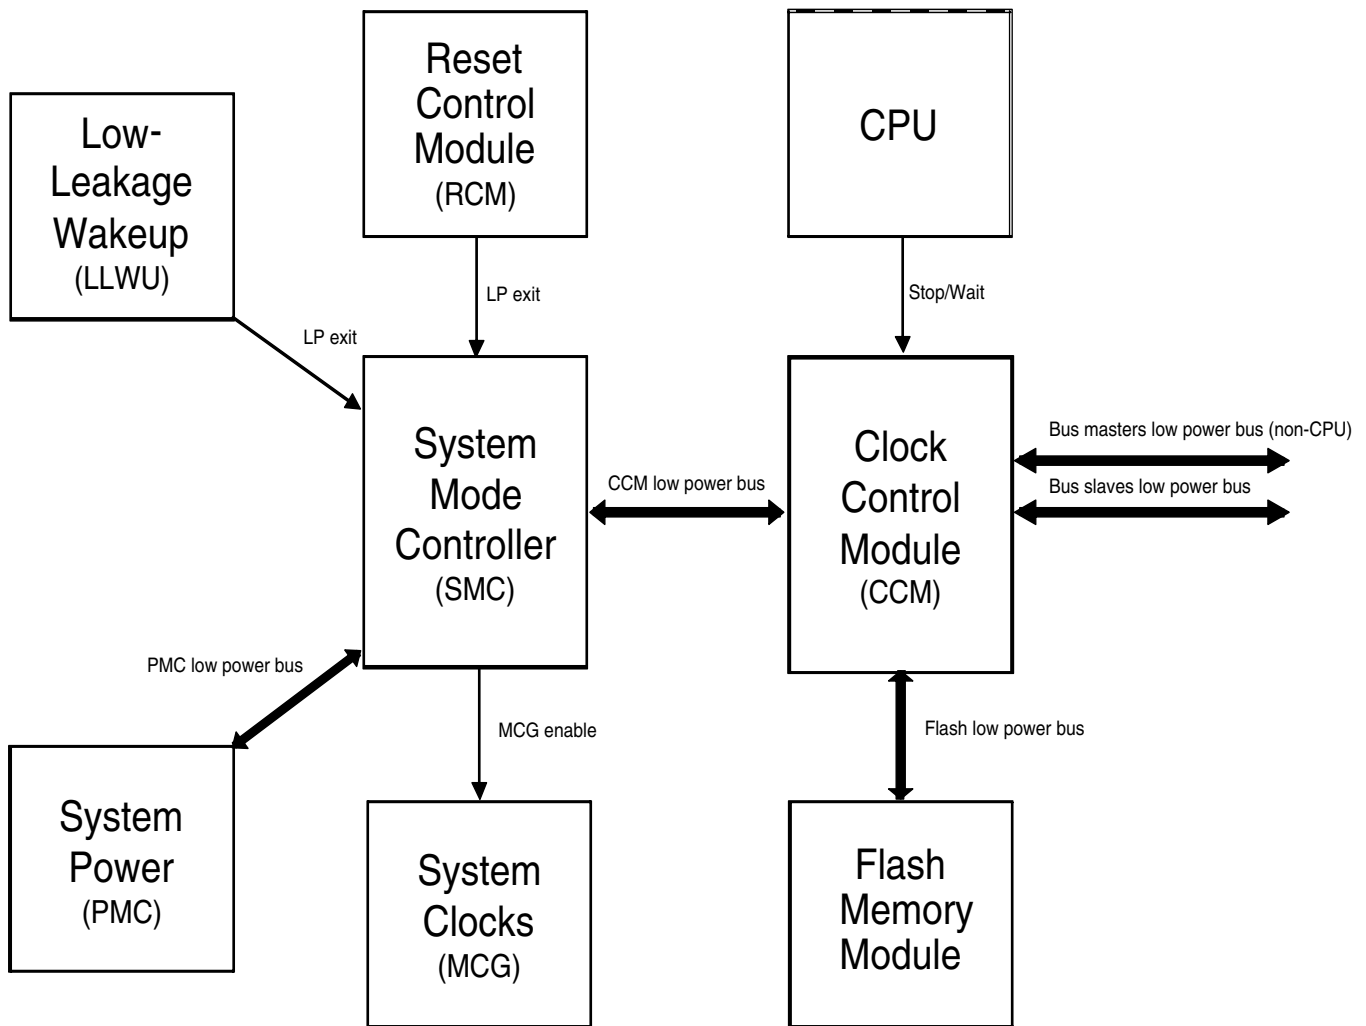 Reset
Control
Module
(RCM)
CPU
Low-
Leakage
Wakeup
(LLWU)
LP exit
Stop/Wait
LP exit
System
Mode
Controller
(SMC)
CCM low power bus
Clock
Control
Module
(CCM)
Bus masters low power bus (non-CPU)
Bus slaves low power bus
PMC low power bus
MCG enable
Flash low power bus
System
Power
(PMC)
System
Clocks
(MCG)
Flash
Memory
Module